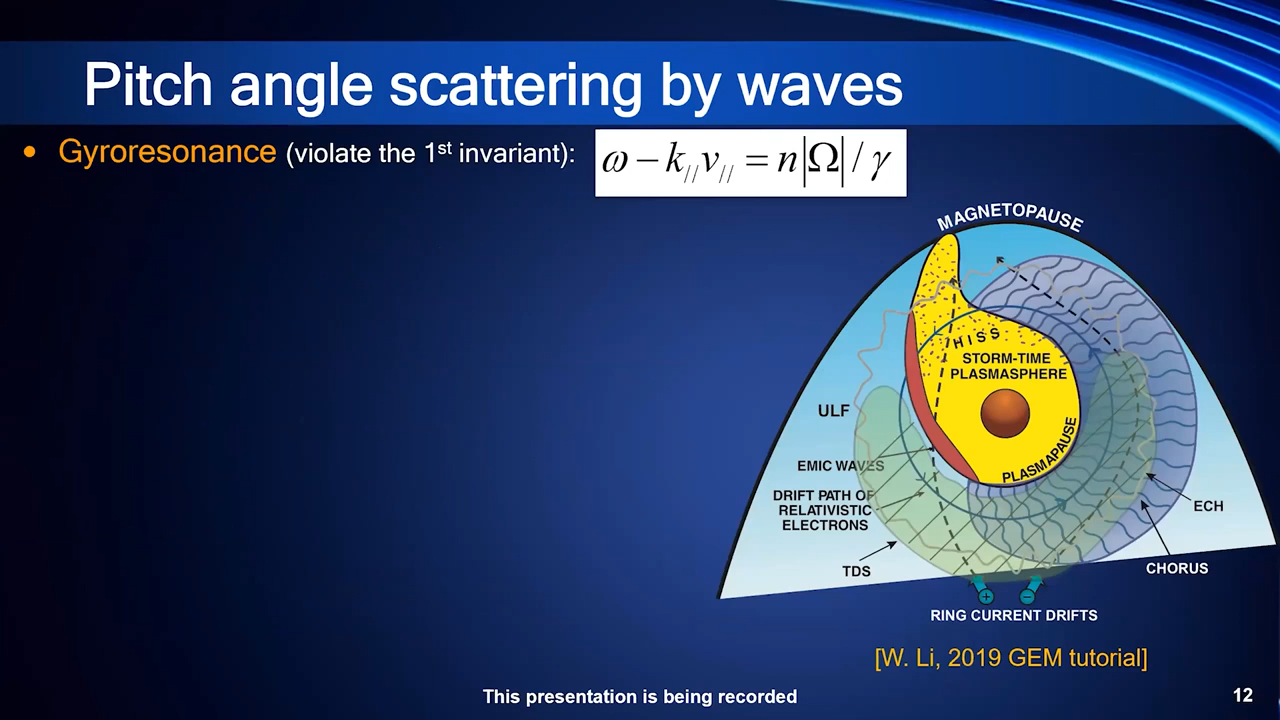 Pitch angle scattering by waves
• Gyroresonance (violate the 1st invariant): ω − k//v// = n|Ω| / γ
MAGNETOPAUSE
HISS
STORM-TIME
PLASMASPHERE
ULF
PLASMAPAUSE
EMIC WAVES
DRIFT PATH OF
RELATIVISTIC
ELECTRONS
ECH
TDS
CHORUS
+ −
RING CURRENT DRIFTS
[W. Li, 2019 GEM tutorial]
This presentation is being recorded
12